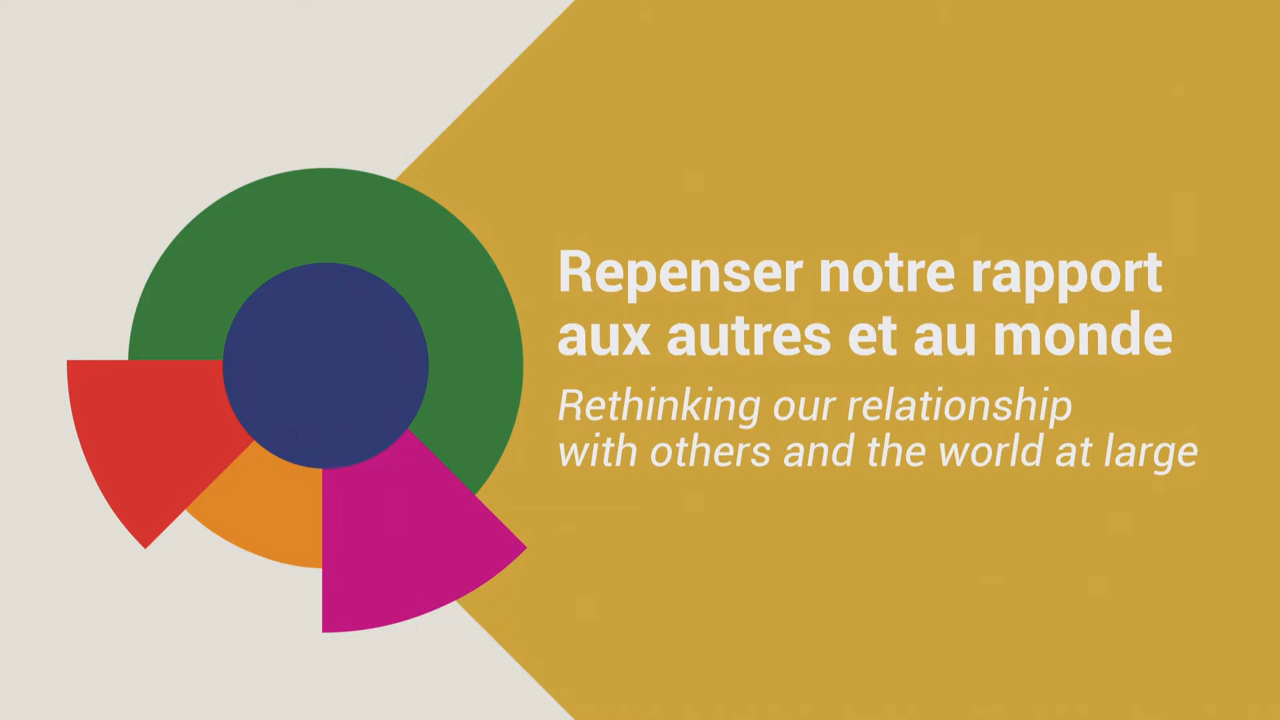 Repenser notre rapport
aux autres et au monde
Rethinking our relationship
with others and the world at large